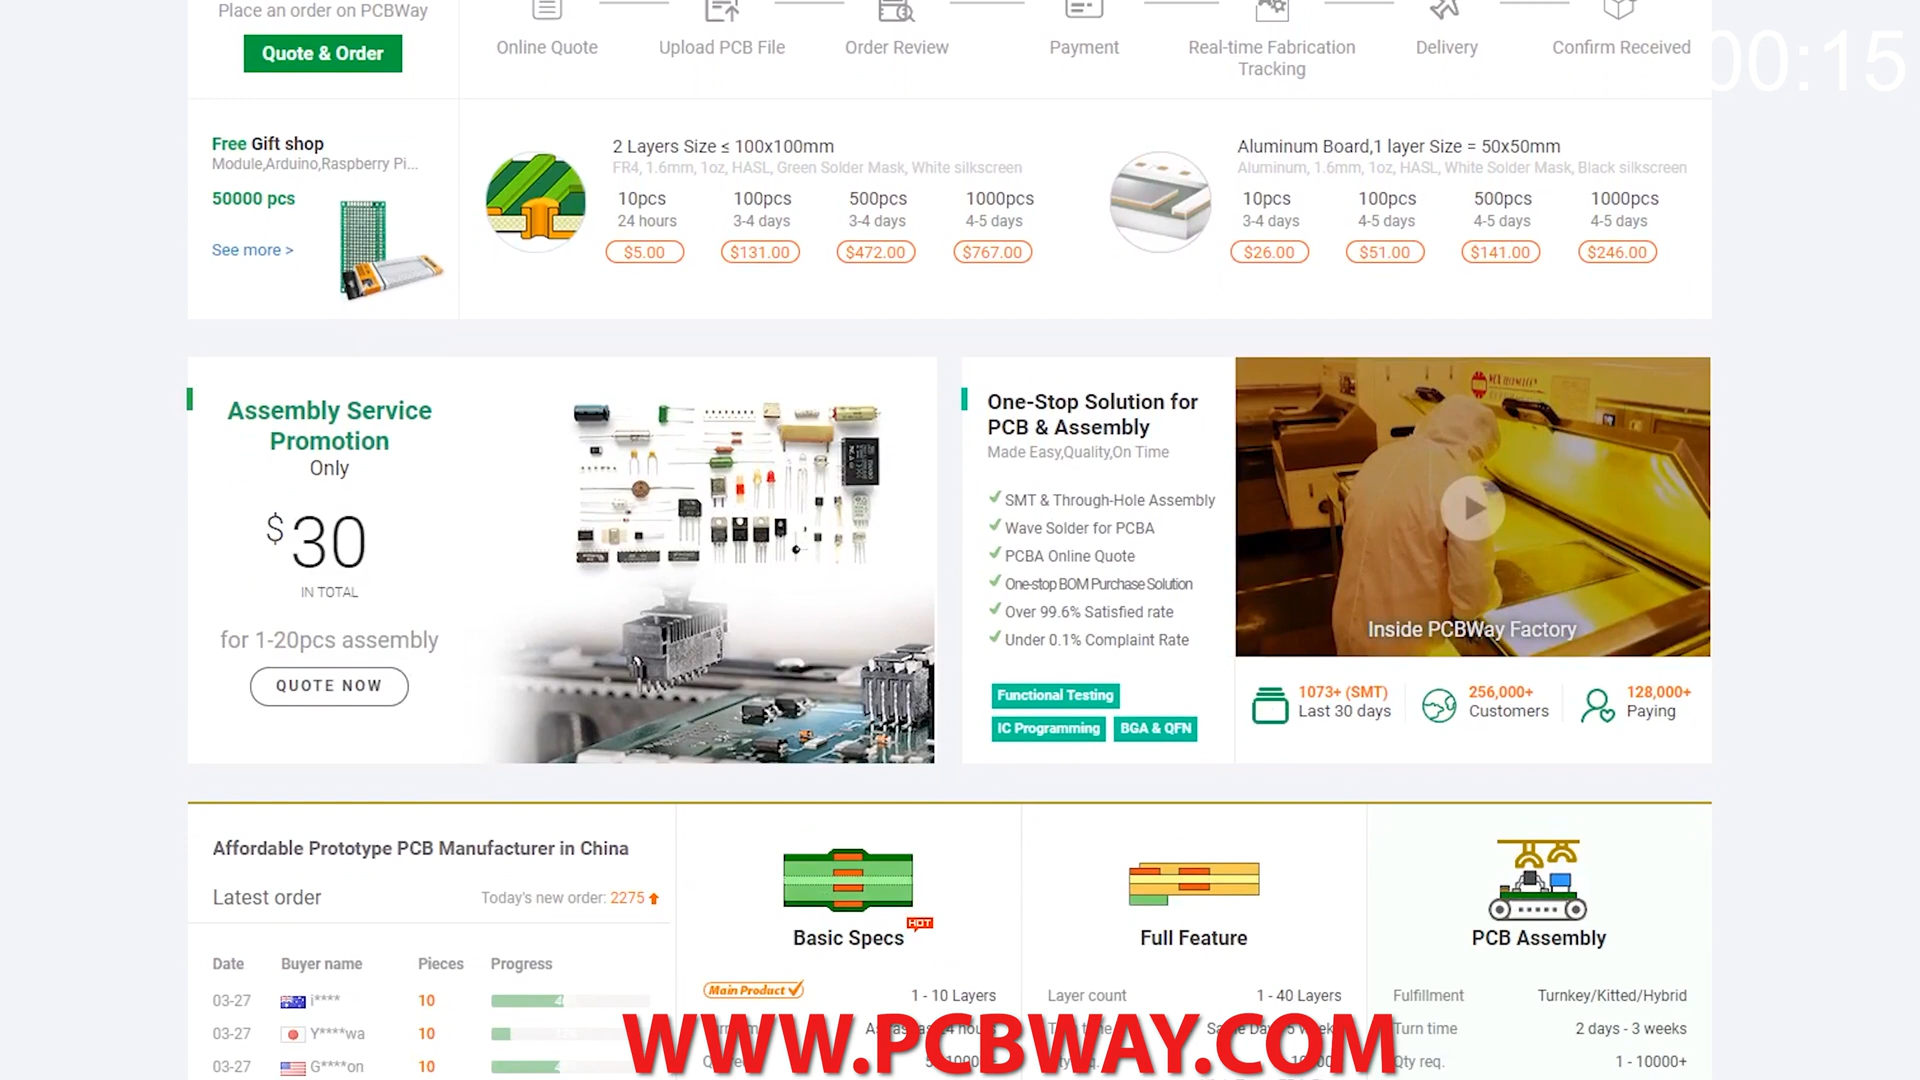 Place an order on PCBWay
Quote & Order
Online Quote
Upload PCB File
Order Review
Payment
Real-time Fabrication
Tracking
Delivery
Confirm Received
00:15
Free Gift shop
Module,Arduino,Raspberry Pi...
50000 pcs
See more >
2 Layers Size ≤ 100x100mm
FR4, 1.6mm, 1oz, HASL, Green Solder Mask, White silkscreen
10pcs 100pcs 500pcs 1000pcs
24 hours 3-4 days 3-4 days 4-5 days
$5.00 $131.00 $472.00 $767.00
Aluminum Board,1 layer Size = 50x50mm
Aluminum, 1.6mm, 1oz, HASL, White Solder Mask, Black silkscreen
10pcs 100pcs 500pcs 1000pcs
3-4 days 4-5 days 4-5 days 4-5 days
$26.00 $51.00 $141.00 $246.00
Assembly Service
Promotion
Only
$30
IN TOTAL
for 1-20pcs assembly
QUOTE NOW
One-Stop Solution for
PCB & Assembly
Made Easy,Quality,On Time
SMT & Through-Hole Assembly
Wave Solder for PCBA
PCBA Online Quote
One-stop BOM Purchase Solution
Over 99.6% Satisfied rate
Under 0.1% Complaint Rate
Functional Testing
IC Programming BGA & QFN
Inside PCBWay Factory
1073+ (SMT)
Last 30 days
256,000+
Customers
128,000+
Paying
Affordable Prototype PCB Manufacturer in China
Latest order
Today's new order: 2275
Date Buyer name Pieces Progress
03-27 i**** 10
03-27 Y****wa 10
03-27 G****on 10
HOT
Basic Specs
Main Product
1 - 10 Layers
Full Feature
Layer count 1 - 40 Layers
PCB Assembly
Fulfillment Turnkey/Kitted/Hybrid
Turn time 2 days - 3 weeks
Qty req. 1 - 10000+
WWW.PCBWAY.COM